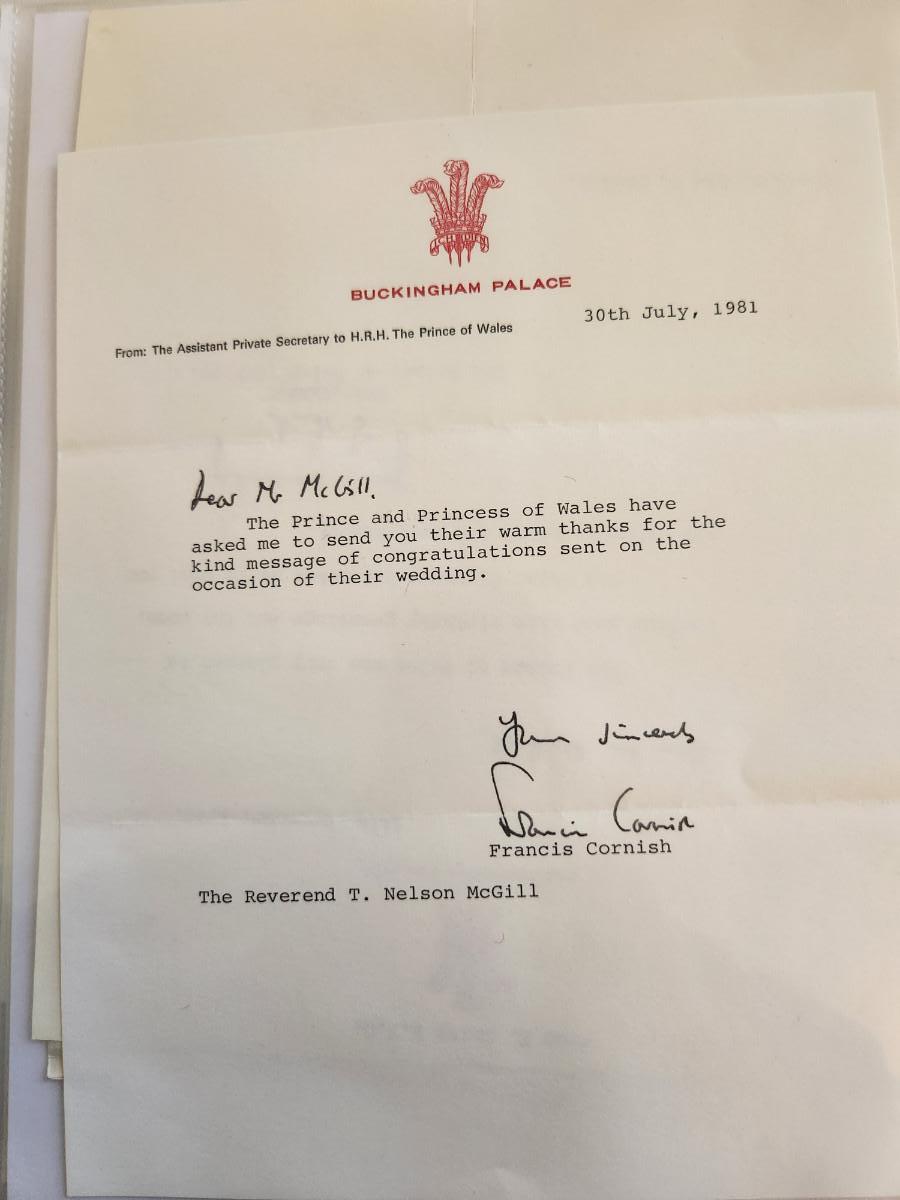 ICH DIEN
BUCKINGHAM PALACE
30th July, 1981
From: The Assistant Private Secretary to H.R.H. The Prince of Wales
Dear Mr McGill,
The Prince and Princess of Wales have
asked me to send you their warm thanks for the
kind message of congratulations sent on the
occasion of their wedding.
Yours sincerely
Francis Cornish
Francis Cornish
The Reverend T. Nelson McGill